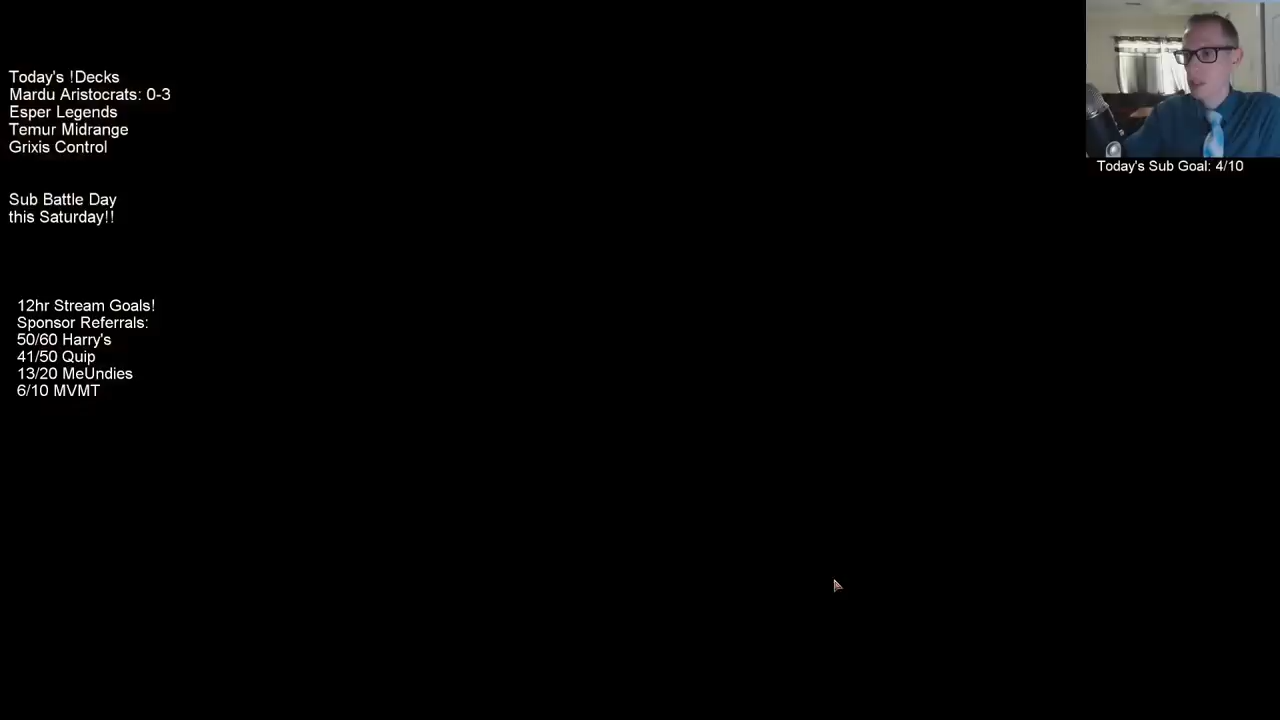 Today's !Decks
Mardu Aristocrats: 0-3
Esper Legends
Temur Midrange
Grixis Control
Sub Battle Day
this Saturday!!
12hr Stream Goals!
Sponsor Referrals:
50/60 Harry's
41/50 Quip
13/20 MeUndies
6/10 MVMT
Today's Sub Goal: 4/10